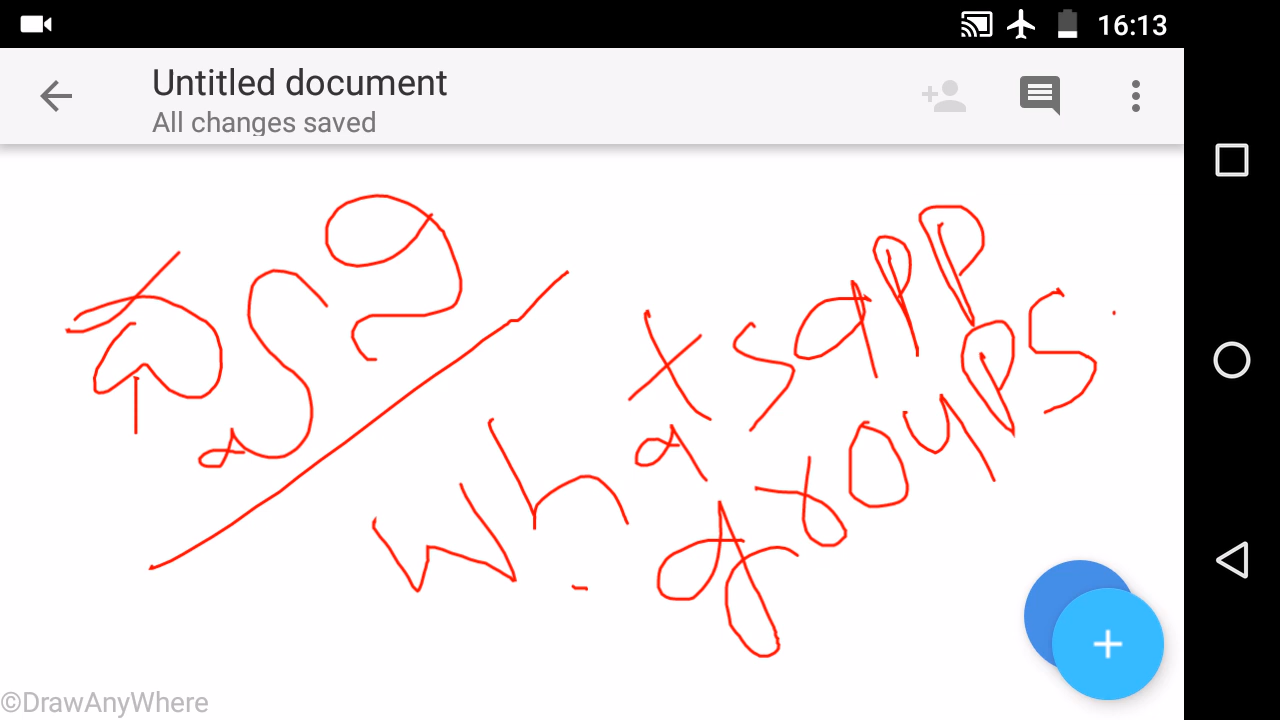 16:13
Untitled document
All changes saved
whatsapp
groups
©DrawAnyWhere